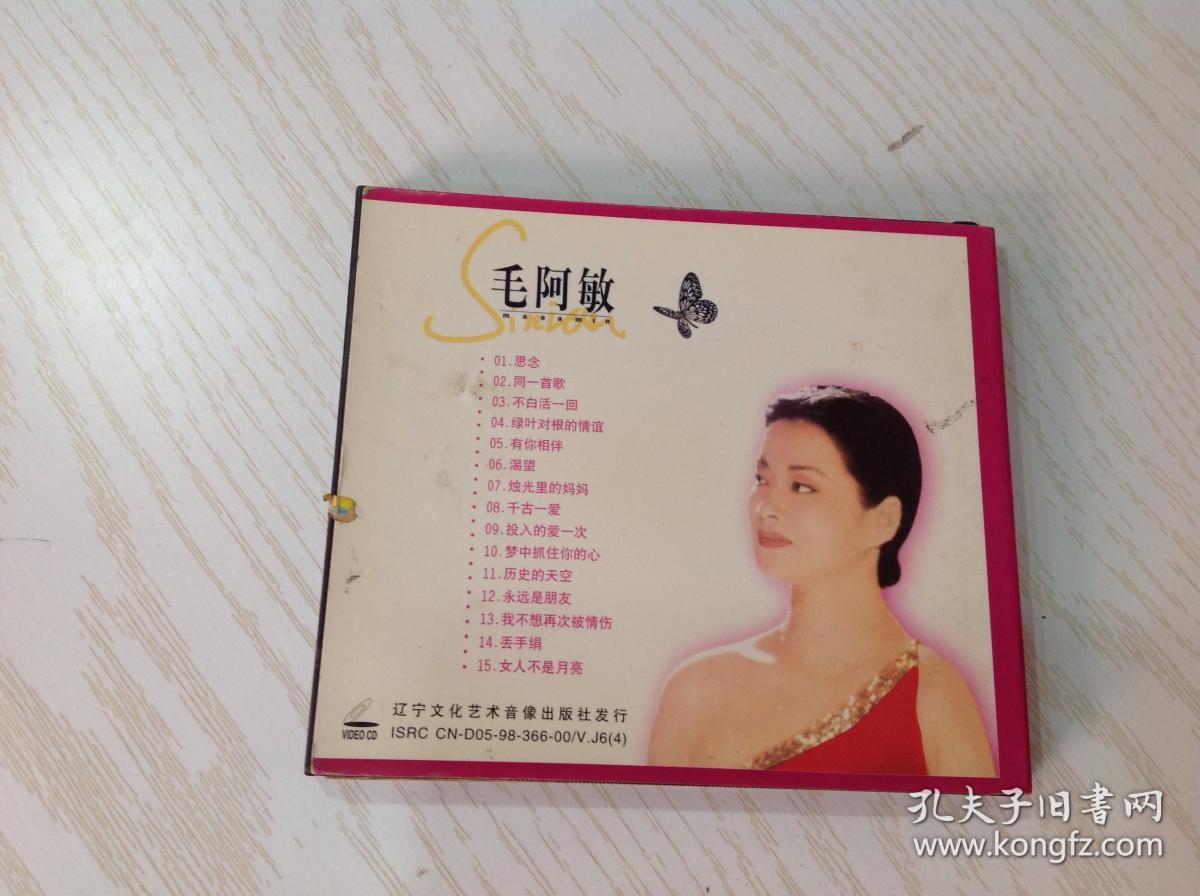 Sinian
毛阿敏
maoamin
01.思念
02.同一首歌
03.不白活一回
04.绿叶对根的情谊
05.有你相伴
06.渴望
07.烛光里的妈妈
08.千古一爱
09.投入的爱一次
10.梦中抓住你的心
11.历史的天空
12.永远是朋友
13.我不想再次被情伤
14.丢手绢
15.女人不是月亮
VIDEO CD
辽宁文化艺术音像出版社发行
ISRC CN-D05-98-366-00/V.J6(4)
孔夫子旧书网
www.kongfz.com